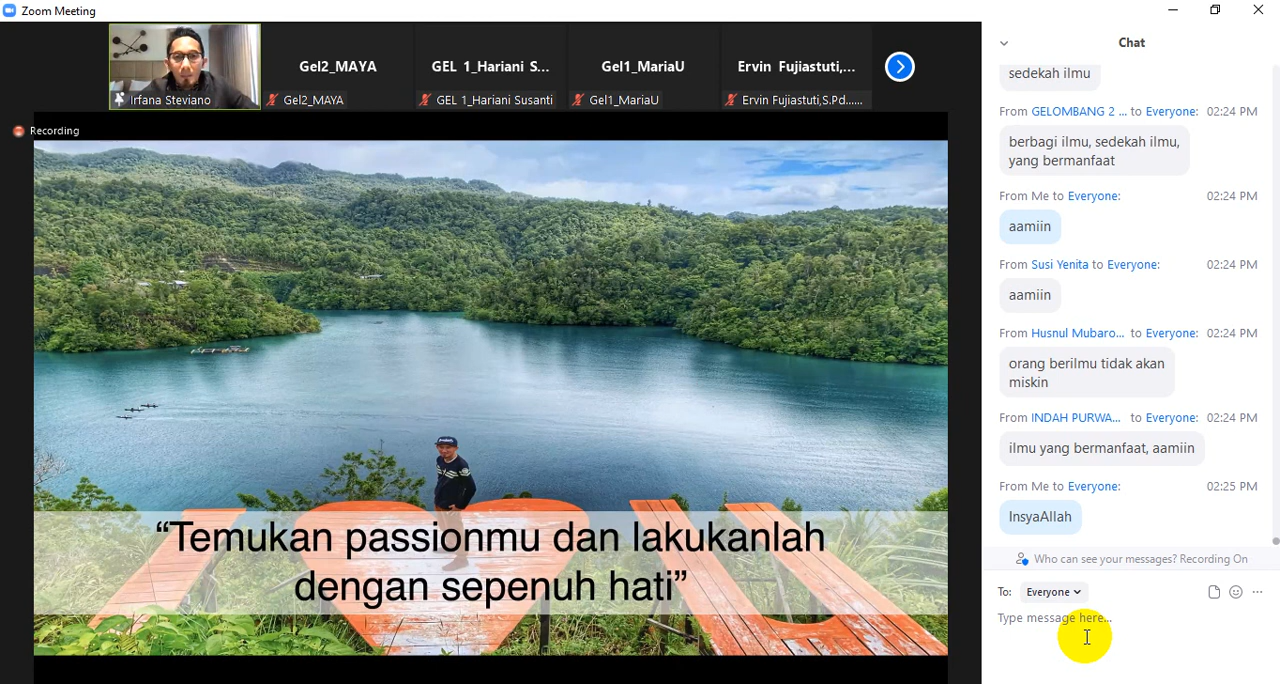 Zoom Meeting
Irfana Steviano
Gel2_MAYA
Gel2_MAYA
GEL 1_Hariani S...
GEL 1_Hariani Susanti
Gel1_MariaU
Gel1_MariaU
Ervin Fujiastuti,...
Ervin Fujiastuti,S.Pd......
Recording
“Temukan passionmu dan lakukanlah
dengan sepenuh hati”
Chat
sedekah ilmu
From GELOMBANG 2 ... to Everyone: 02:24 PM
berbagi ilmu, sedekah ilmu,
yang bermanfaat
From Me to Everyone: 02:24 PM
aamiin
From Susi Yenita to Everyone: 02:24 PM
aamiin
From Husnul Mubaro... to Everyone: 02:24 PM
orang berilmu tidak akan
miskin
From INDAH PURWA... to Everyone: 02:24 PM
ilmu yang bermanfaat, aamiin
From Me to Everyone: 02:25 PM
InsyaAllah
Who can see your messages? Recording On
To: Everyone
Type message here...